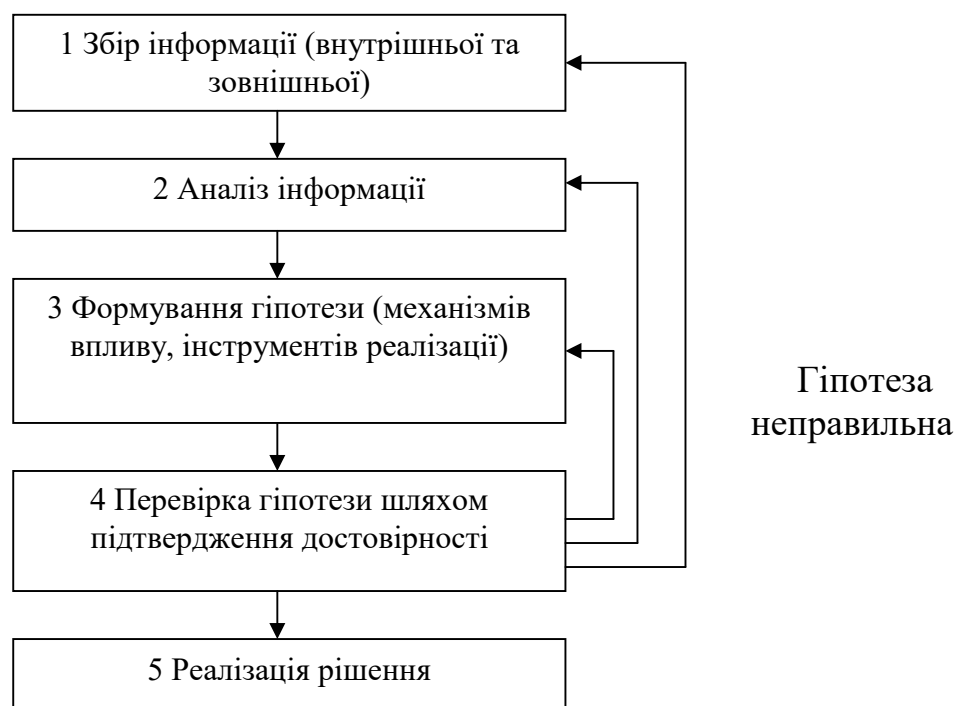 1 Збір інформації (внутрішньої та
зовнішньої)
2 Аналіз інформації
3 Формування гіпотези (механізмів
впливу, інструментів реалізації)
Гіпотеза
неправильна
4 Перевірка гіпотези шляхом
підтвердження достовірності
5 Реалізація рішення